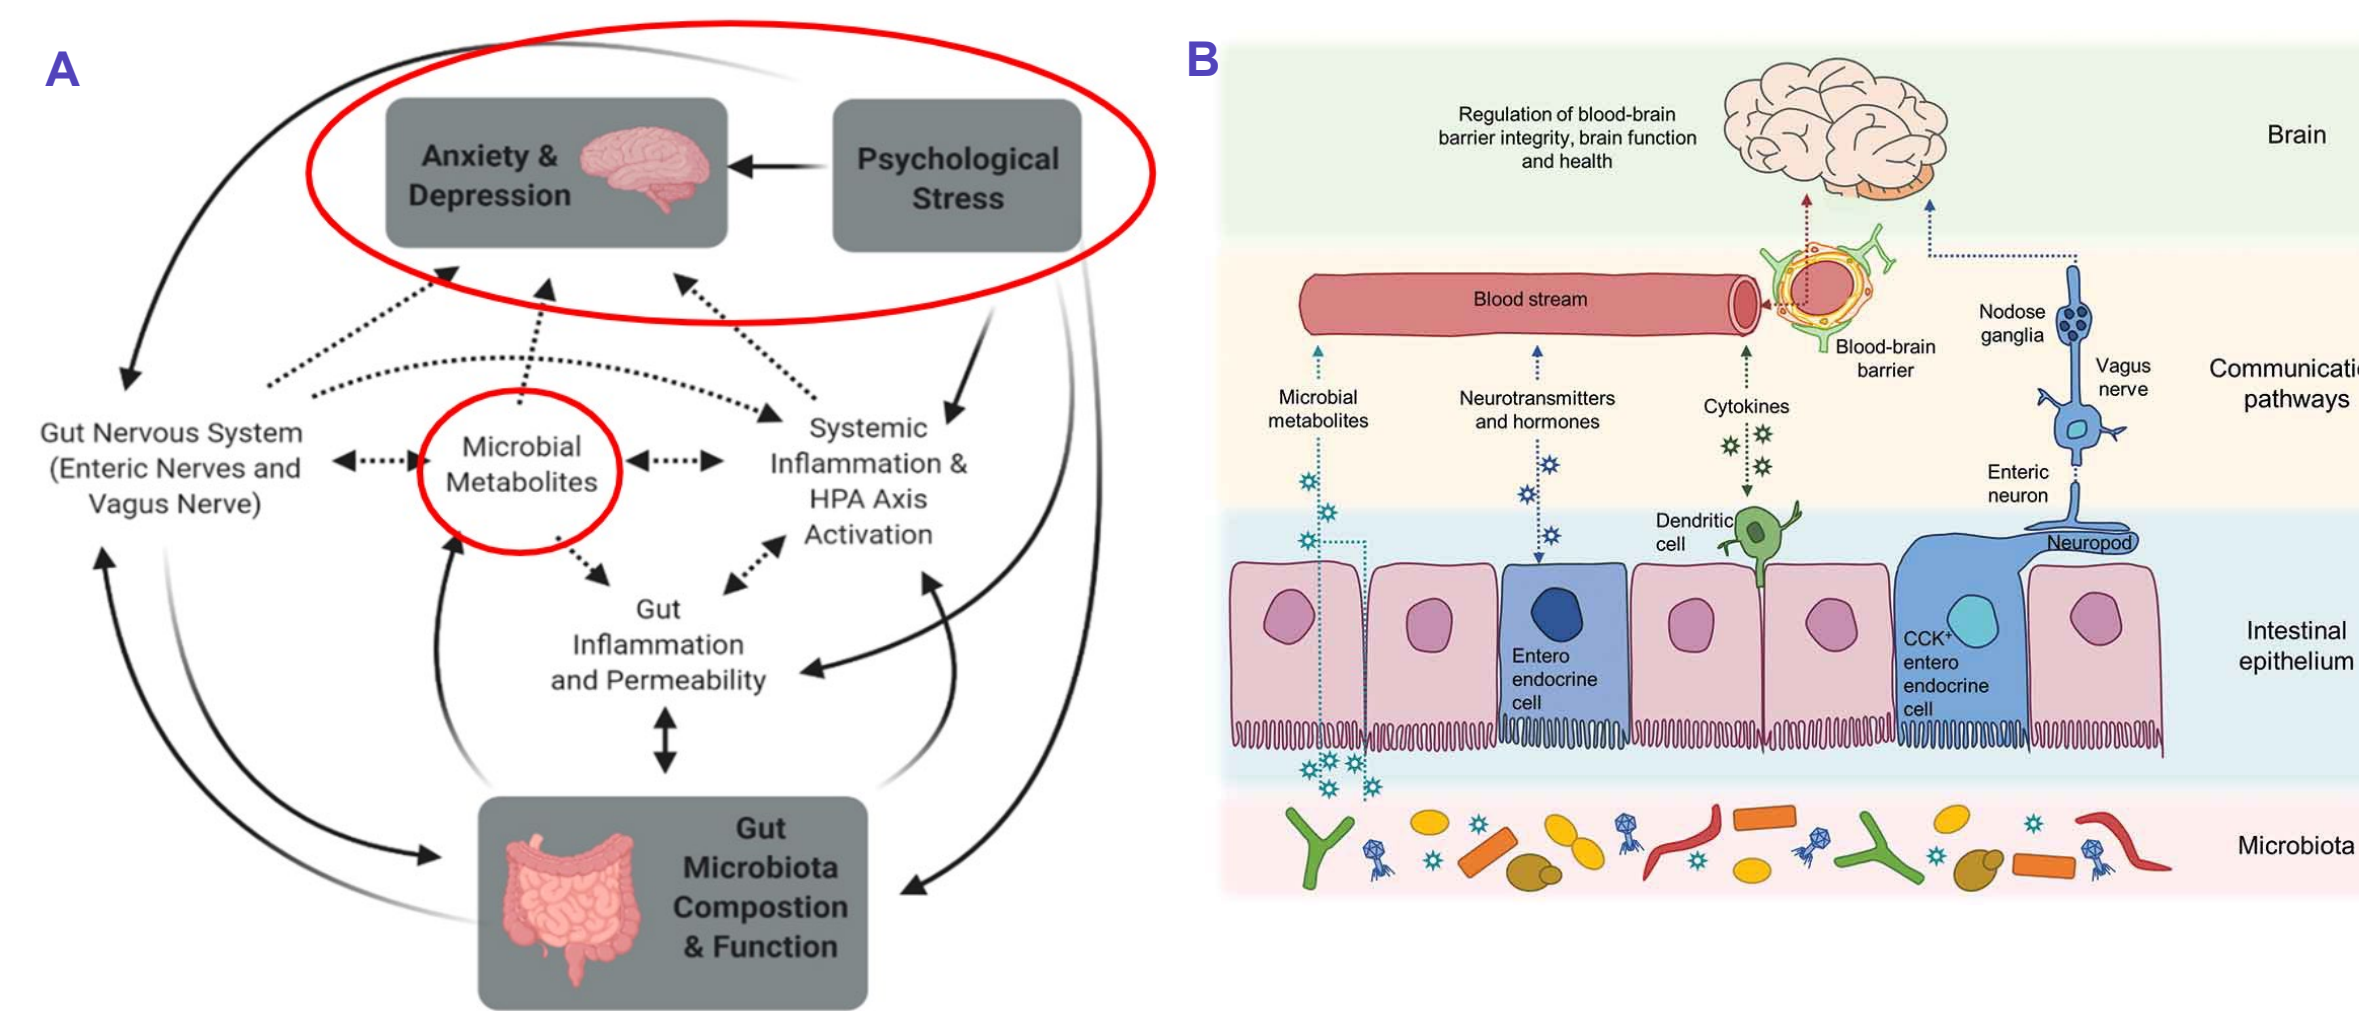 A
Anxiety &
Depression
Psychological
Stress
Gut Nervous System
(Enteric Nerves and
Vagus Nerve)
Microbial
Metabolites
Systemic
Inflammation &
HPA Axis
Activation
Gut
Inflammation
and Permeability
Gut
Microbiota
Compostion
& Function
B
Regulation of blood-brain
barrier integrity, brain function
and health
Brain
Blood stream
Blood-brain
barrier
Nodose
ganglia
Vagus
nerve
Microbial
metabolites
Neurotransmitters
and hormones
Cytokines
Enteric
neuron
Communicati
pathways
Dendritic
cell
Neuropod
Entero
endocrine
cell
CCK+
entero
endocrine
cell
Intestinal
epithelium
Microbiota